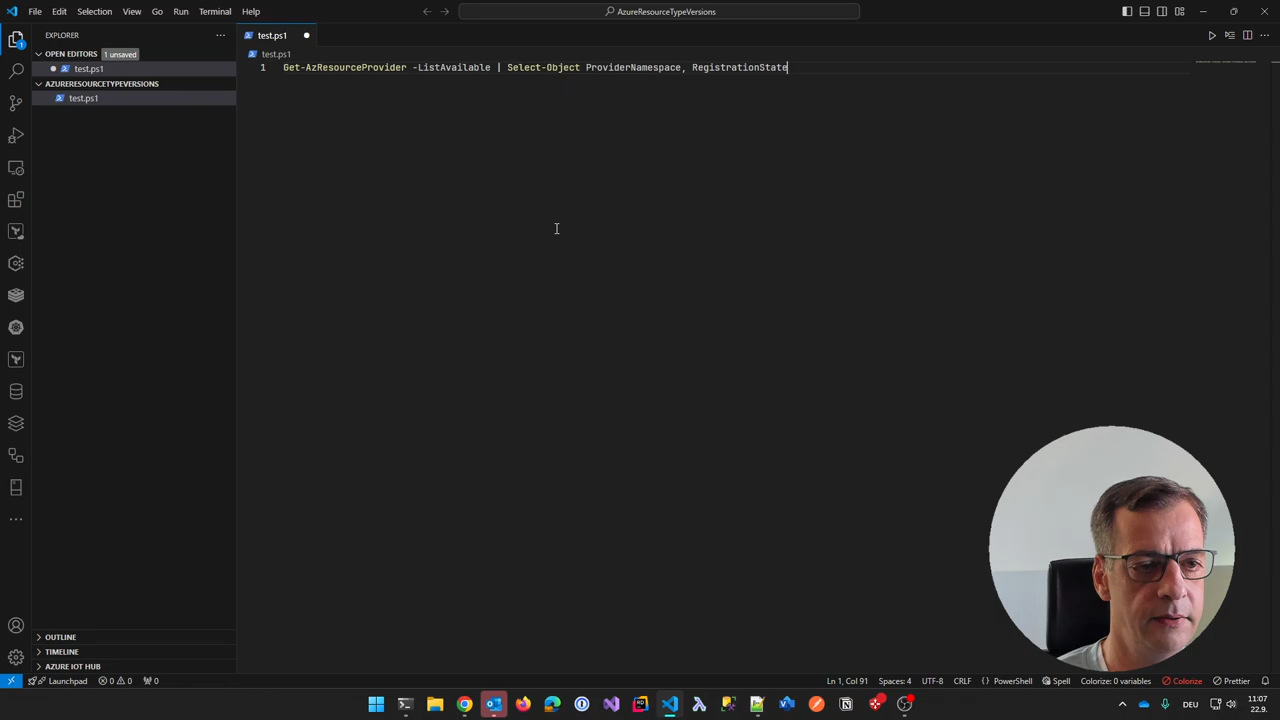 File Edit Selection View Go Run Terminal Help
AzureResourceTypeVersions
EXPLORER
test.ps1
OPEN EDITORS 1 unsaved
test.ps1
test.ps1
1 Get-AzResourceProvider -ListAvailable | Select-Object ProviderNamespace, RegistrationState
AZURERESOURCETYPEVERSIONS
test.ps1
OUTLINE
TIMELINE
AZURE IOT HUB
Launchpad 0 0 0 Ln 1, Col 91 Spaces: 4 UTF-8 CRLF {} PowerShell Spell Colorize: 0 variables Colorize Prettier
DEU 11:07
22.9.